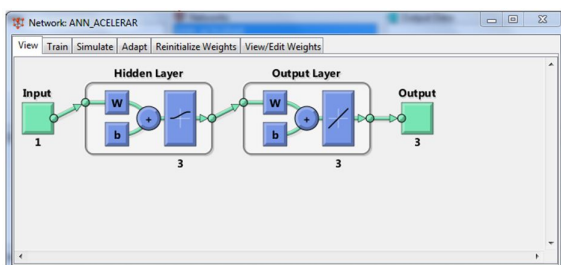 Network: ANN_ACELERAR
View Train Simulate Adapt Reinitialize Weights View/Edit Weights
Hidden Layer Output Layer
Input Output
W W
+ +
b b
1 3 3 3